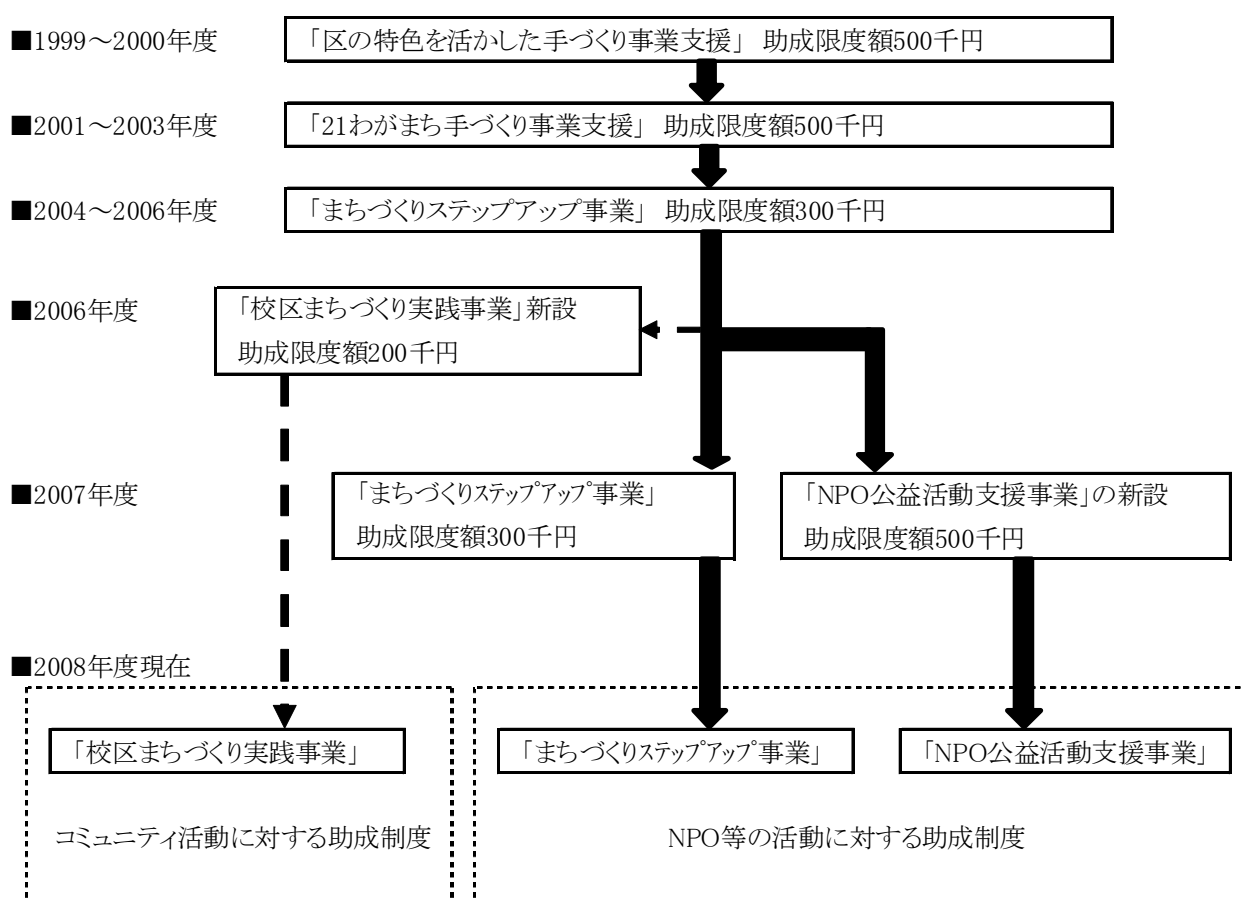 ■1999～2000年度
「区の特色を活かした手づくり事業支援」 助成限度額500千円
■2001～2003年度
「21わがまち手づくり事業支援」 助成限度額500千円
■2004～2006年度
「まちづくりステップアップ事業」 助成限度額300千円
■2006年度
「校区まちづくり実践事業」新設
助成限度額200千円
■2007年度
「まちづくりｽﾃｯﾌﾟｱｯﾌﾟ事業」
助成限度額300千円
「NPO公益活動支援事業」の新設
助成限度額500千円
■2008年度現在
「校区まちづくり実践事業」
「まちづくりｽﾃｯﾌﾟｱｯﾌﾟ事業」
「NPO公益活動支援事業」
コミュニティ活動に対する助成制度
NPO等の活動に対する助成制度